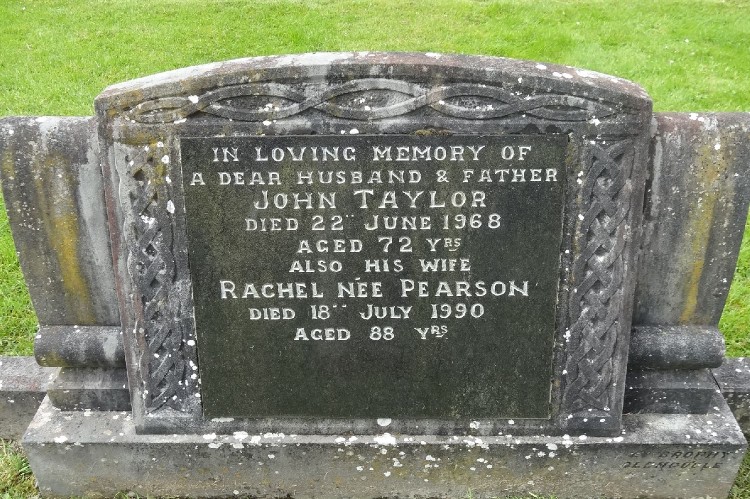 IN LOVING MEMORY OF
A DEAR HUSBAND & FATHER
JOHN TAYLOR
DIED 22ND JUNE 1968
AGED 72 YRS
ALSO HIS WIFE
RACHEL NÉE PEARSON
DIED 18TH JULY 1990
AGED 88 YRS
BROPHY